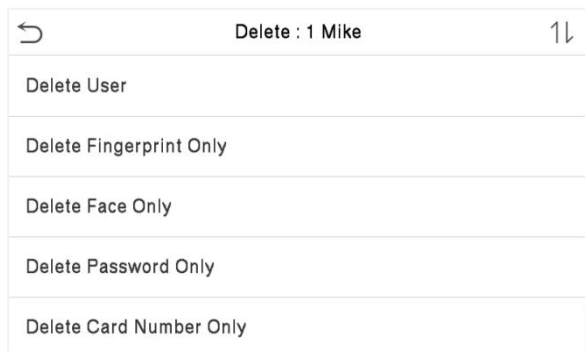 Delete : 1 Mike
Delete User
Delete Fingerprint Only
Delete Face Only
Delete Password Only
Delete Card Number Only